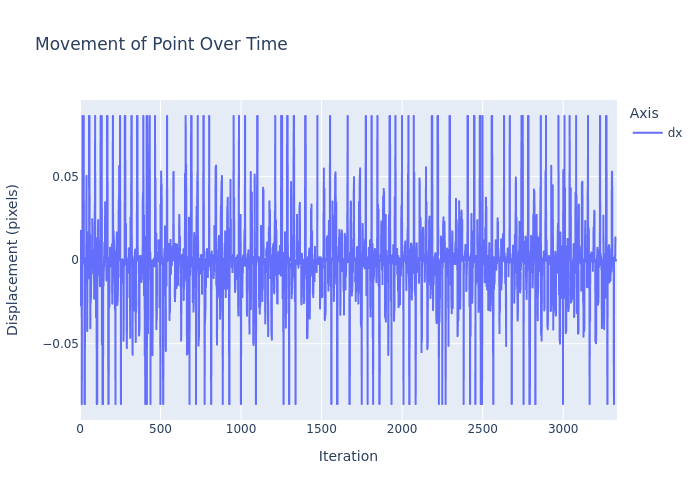 Movement of Point Over Time
Axis
dx
Displacement (pixels)
0.05
0
−0.05
0 500 1000 1500 2000 2500 3000
Iteration